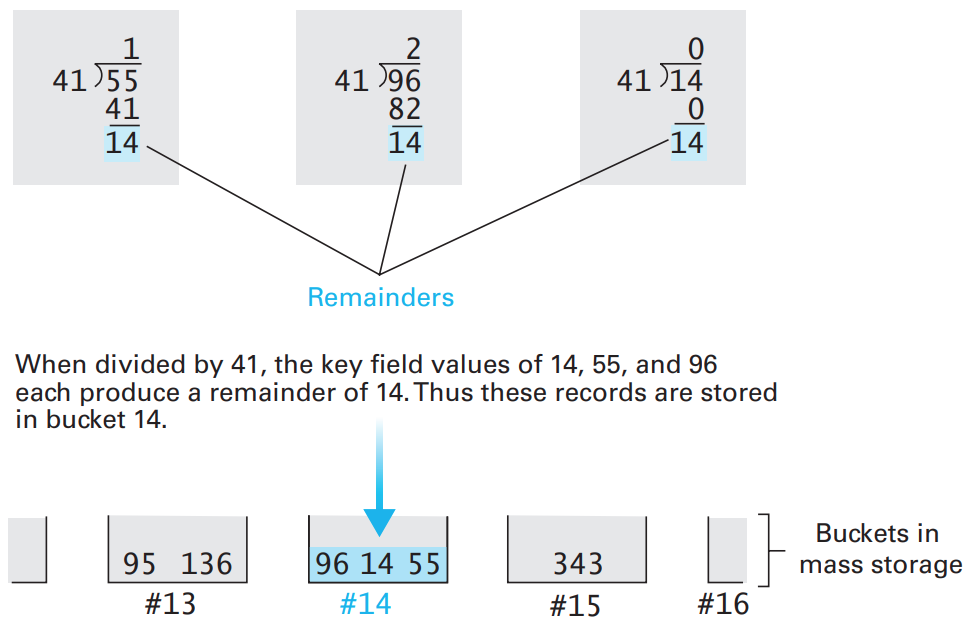 1
41 55
41
14
2
41 96
82
14
0
41 14
0
14
Remainders
When divided by 41, the key field values of 14, 55, and 96
each produce a remainder of 14. Thus these records are stored
in bucket 14.
95 136
96 14 55
343
Buckets in
mass storage
#13
#14
#15
#16